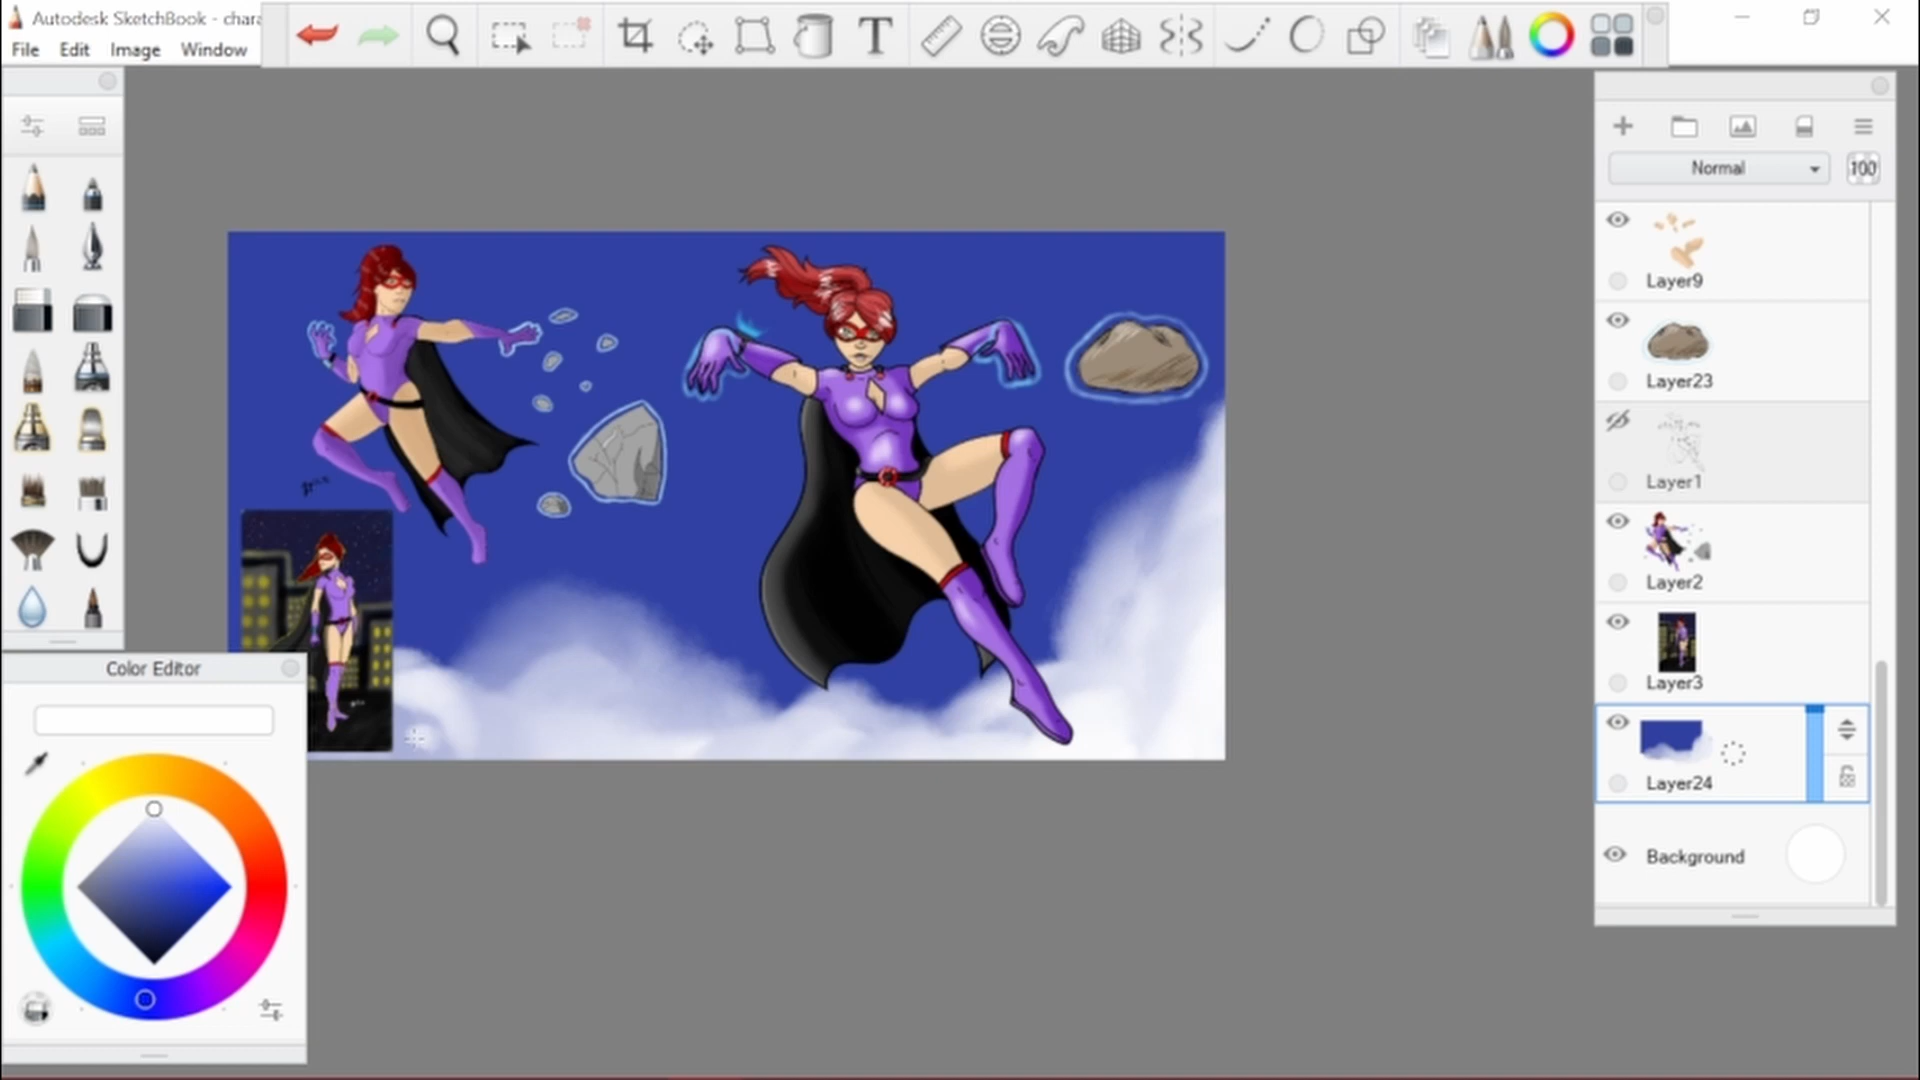 Autodesk SketchBook - chara
File Edit Image Window
T
Normal 100
Layer9
Layer23
Layer1
Layer2
Layer3
Layer24
Background
Color Editor